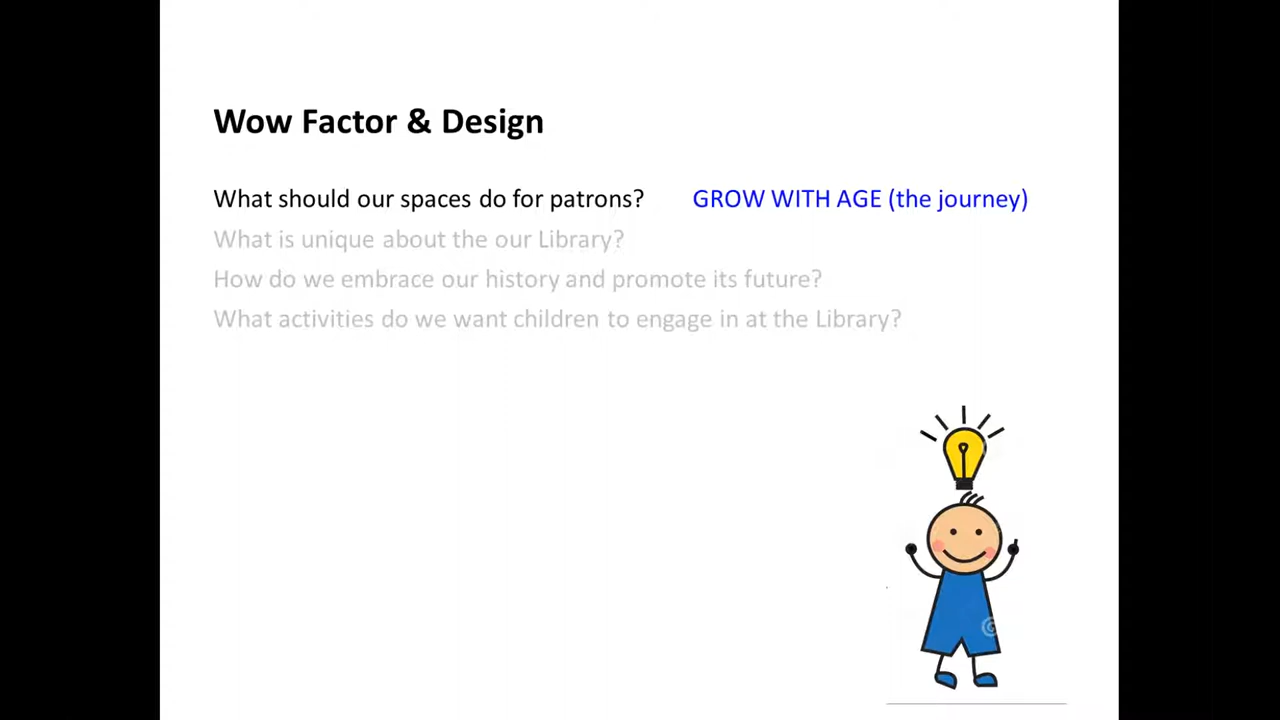 Wow Factor & Design
What should our spaces do for patrons? GROW WITH AGE (the journey)
What is unique about the our Library?
How do we embrace our history and promote its future?
What activities do we want children to engage in at the Library?